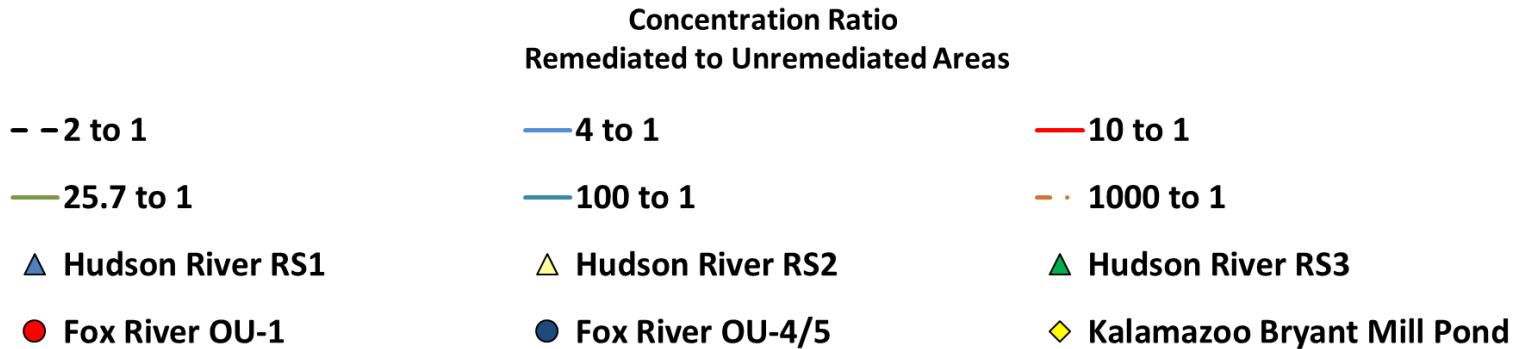 Concentration Ratio
Remediated to Unremediated Areas
2 to 1
4 to 1
10 to 1
25.7 to 1
100 to 1
1000 to 1
Hudson River RS1
Hudson River RS2
Hudson River RS3
Fox River OU-1
Fox River OU-4/5
Kalamazoo Bryant Mill Pond